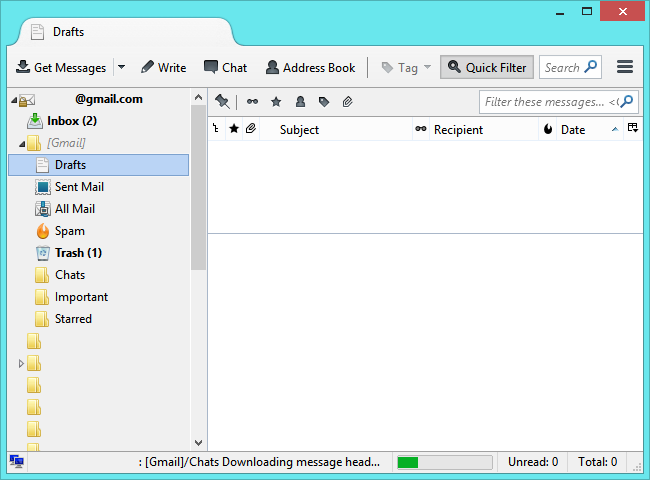 Drafts
Get Messages Write Chat Address Book Tag Quick Filter Search
@gmail.com
Filter these messages... <
Inbox (2)
Subject Recipient Date
[Gmail]
Drafts
Sent Mail
All Mail
Spam
Trash (1)
Chats
Important
Starred
: [Gmail]/Chats Downloading message head... Unread: 0 Total: 0